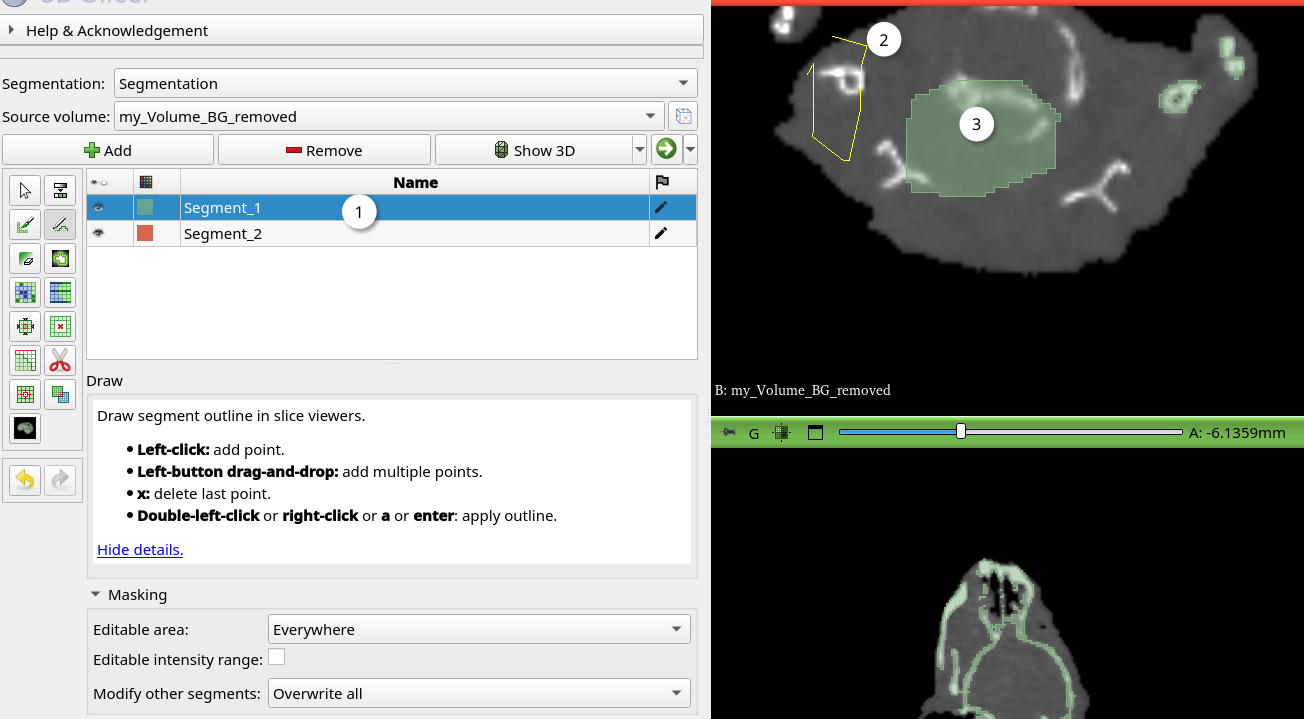 3D Slicer
Help & Acknowledgement
Segmentation: Segmentation
Source volume: my_Volume_BG_removed
Add Remove Show 3D
Name
Segment_1
Segment_2
1
2
3
Draw
Draw segment outline in slice viewers.
• Left-click: add point.
• Left-button drag-and-drop: add multiple points.
• x: delete last point.
• Double-left-click or right-click or a or enter: apply outline.
Hide details.
Masking
Editable area: Everywhere
Editable intensity range:
Modify other segments: Overwrite all
B: my_Volume_BG_removed
G A: -6.1359mm